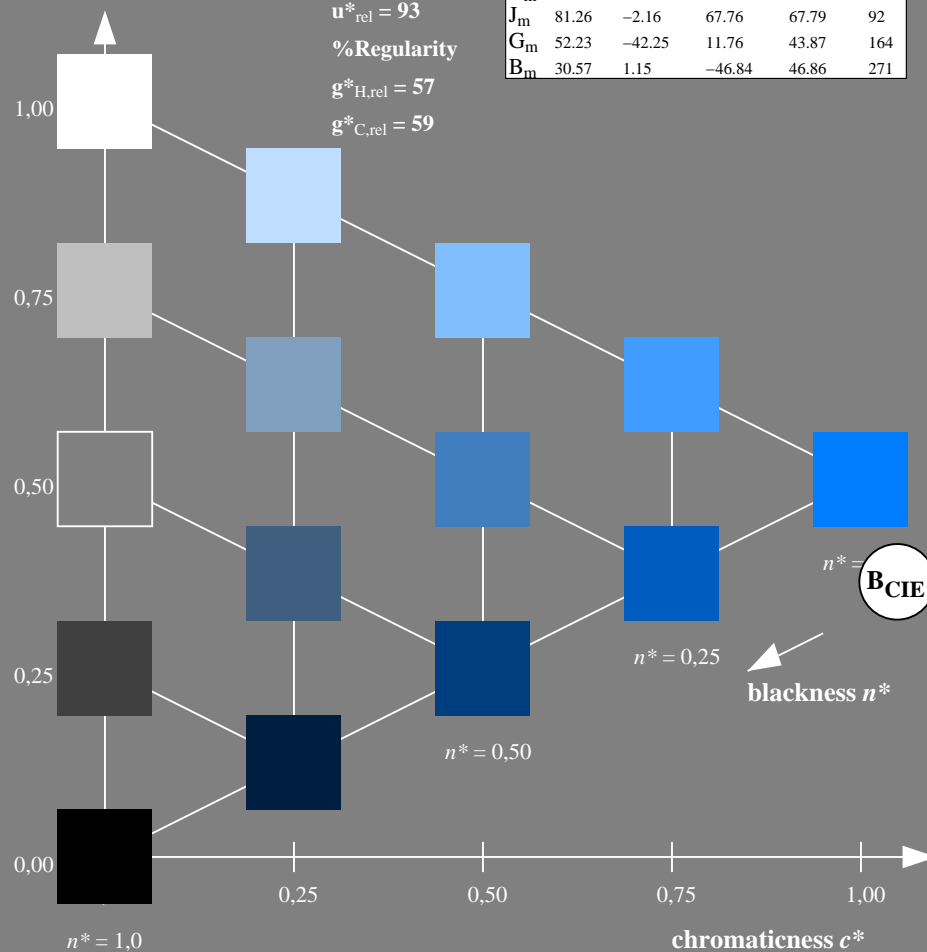 u*rel = 93
%Regularity
g*H,rel = 57
g*C,rel = 59
Jm 81.26 −2.16 67.76 67.79 92
Gm 52.23 −42.25 11.76 43.87 164
Bm 30.57 1.15 −46.84 46.86 271
1,00
0,75
0,50
0,25
0,00
n* =
BCIE
n* = 0,25
blackness n*
n* = 0,50
0,25 0,50 0,75 1,00
n* = 1,0
chromaticness c*